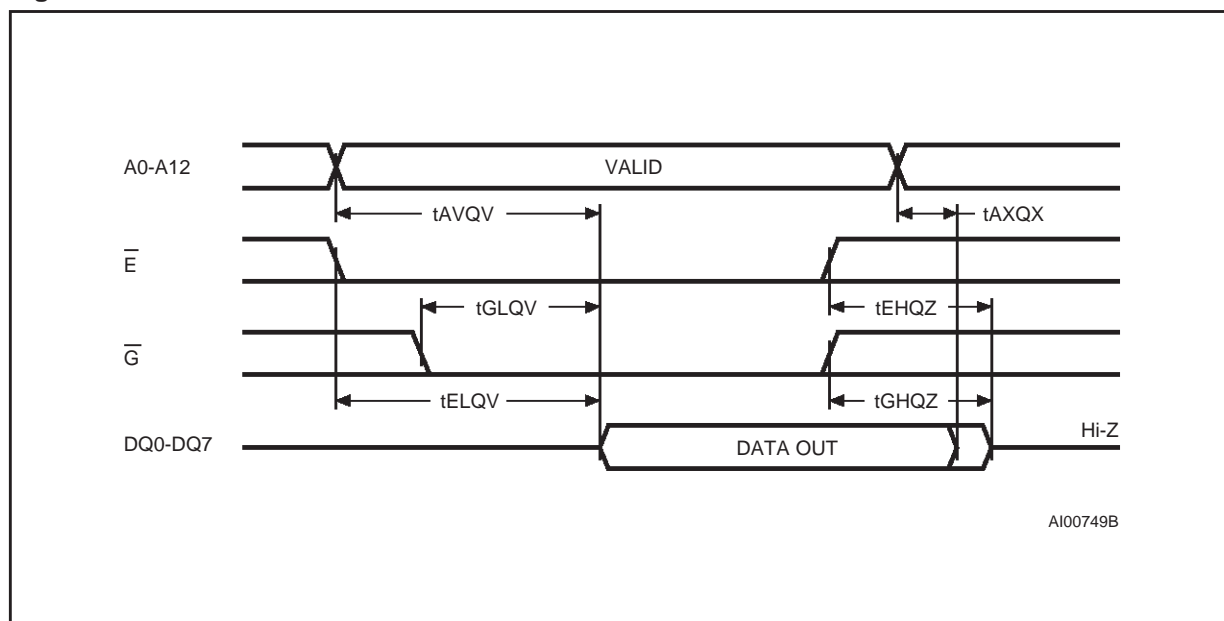 A0-A12
VALID
tAVQV
tAXQX
E
tGLQV
tEHQZ
G
tELQV
tGHQZ
DQ0-DQ7
DATA OUT
Hi-Z
AI00749B